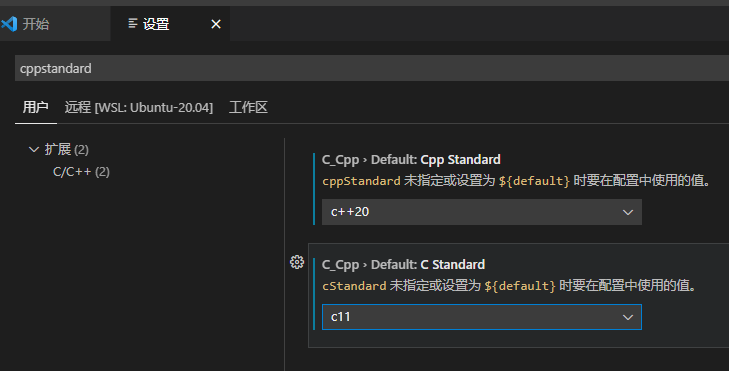 开始
设置
cppstandard
用户 远程 [WSL: Ubuntu-20.04] 工作区
扩展 (2)
C/C++ (2)
C_Cpp › Default: Cpp Standard
cppStandard 未指定或设置为 ${default} 时要在配置中使用的值。
c++20
C_Cpp › Default: C Standard
cStandard 未指定或设置为 ${default} 时要在配置中使用的值。
c11